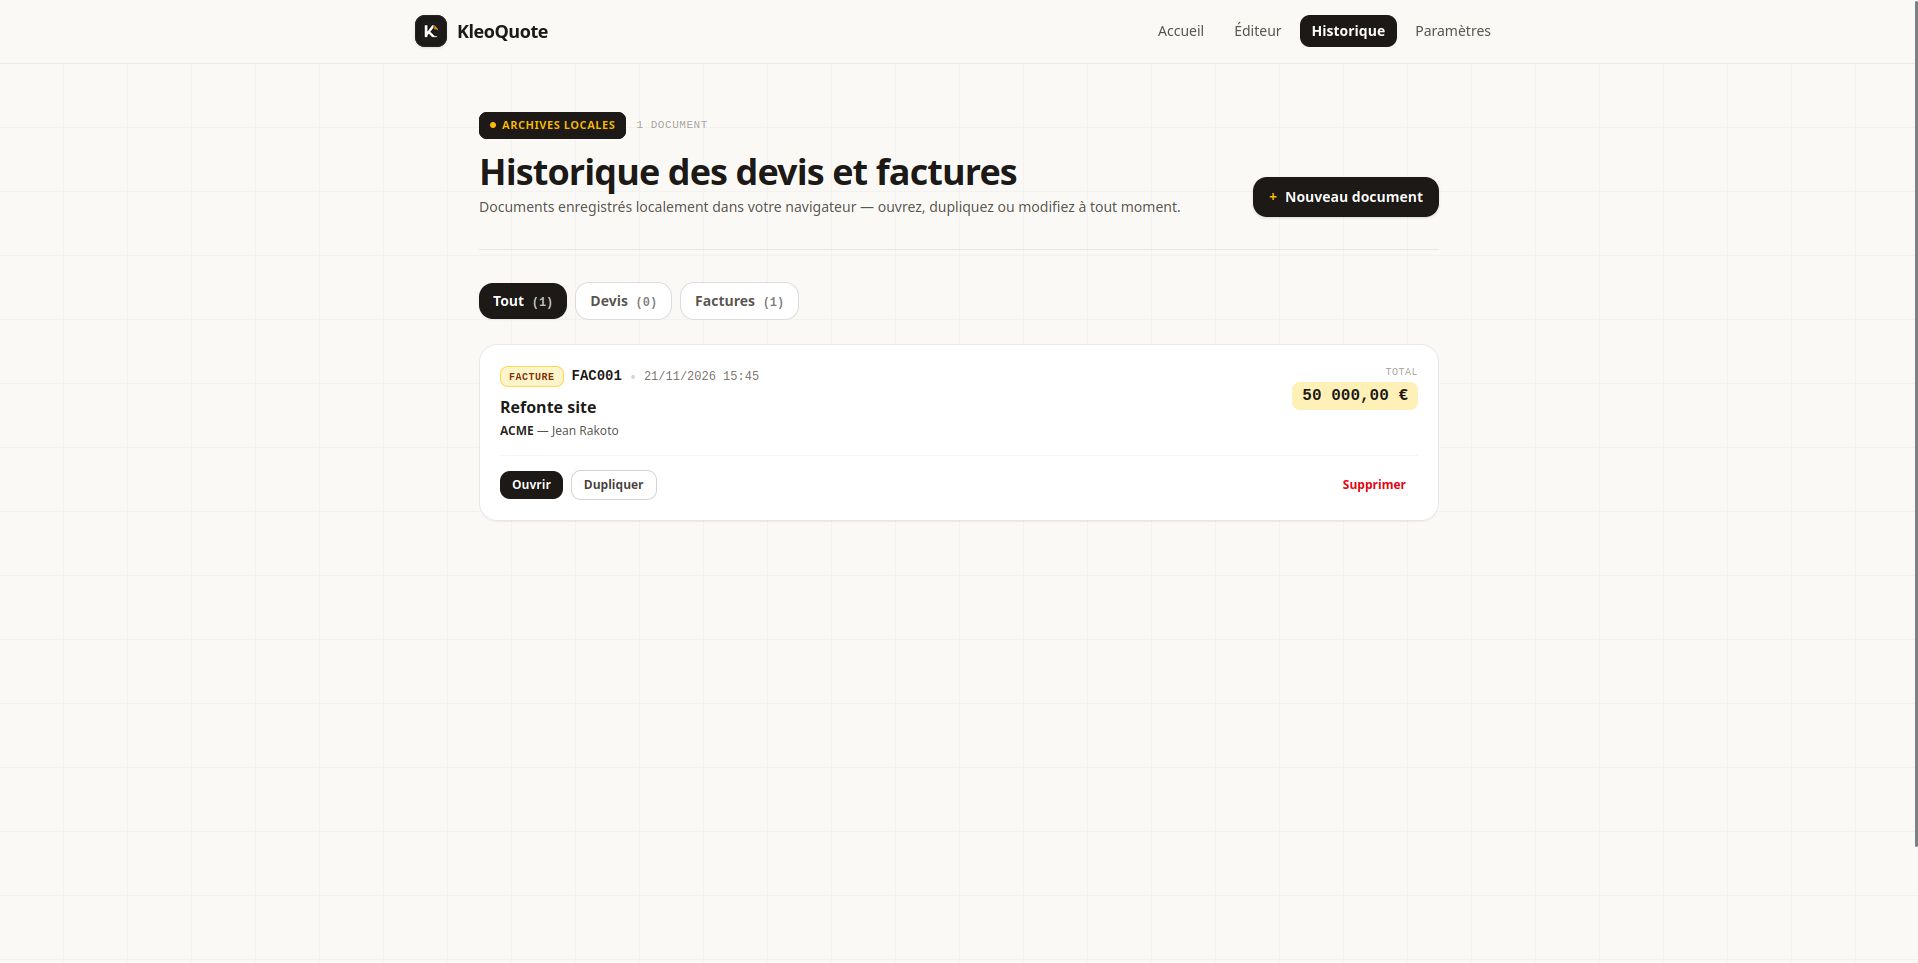 KleoQuote
Accueil Éditeur Historique Paramètres
ARCHIVES LOCALES 1 DOCUMENT
Historique des devis et factures
Documents enregistrés localement dans votre navigateur — ouvrez, dupliquez ou modifiez à tout moment.
+ Nouveau document
Tout (1) Devis (0) Factures (1)
FACTURE FAC001 • 21/11/2026 15:45
TOTAL
50 000,00 €
Refonte site
ACME — Jean Rakoto
Ouvrir Dupliquer Supprimer